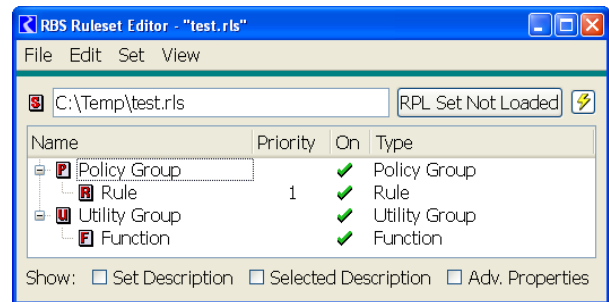 RBS Ruleset Editor - "test.rls"
File Edit Set View
S C:\Temp\test.rls RPL Set Not Loaded
Name Priority On Type
P Policy Group Policy Group
R Rule 1 Rule
U Utility Group Utility Group
F Function Function
Show: Set Description Selected Description Adv. Properties